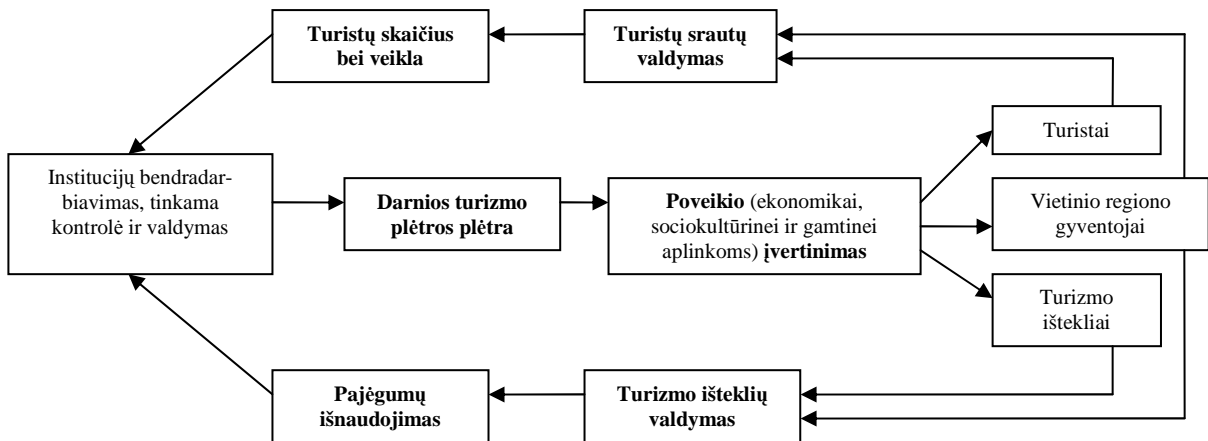 Turistų skaičius
bei veikla
Turistų srautų
valdymas
Turistai
Institucijų bendradar-
biavimas, tinkama
kontrolė ir valdymas
Darnios turizmo
plėtros plėtra
Poveikio (ekonomikai,
sociokultūrinei ir gamtinei
aplinkoms) įvertinimas
Vietinio regiono
gyventojai
Turizmo
ištekliai
Pajėgumų
išnaudojimas
Turizmo išteklių
valdymas